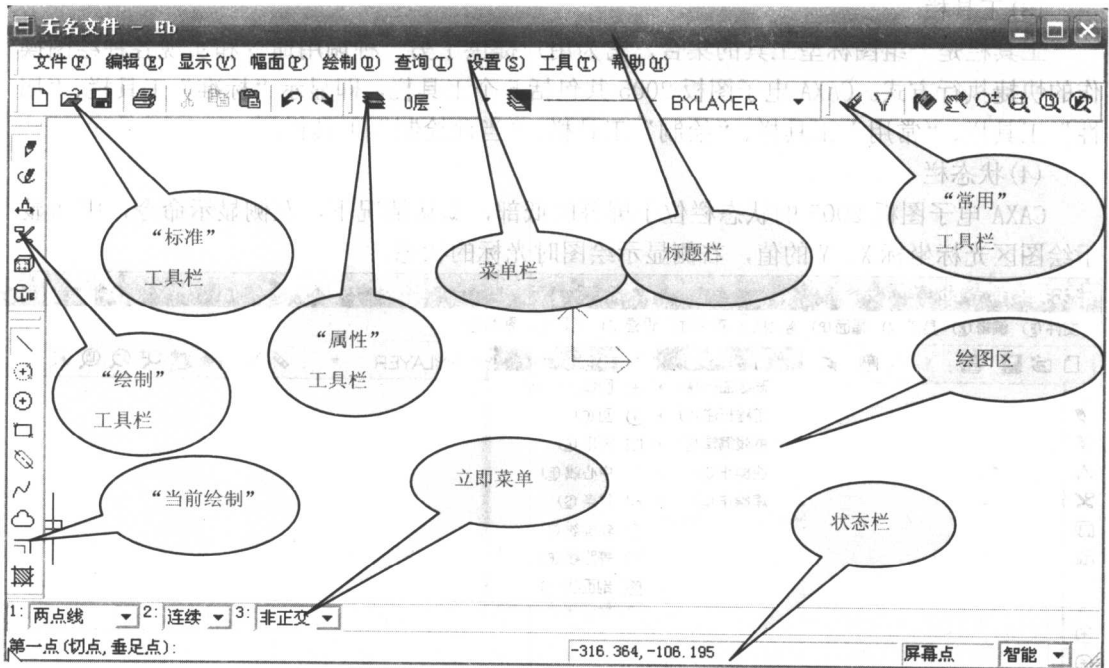 无名文件 - Eb
文件(F) 编辑(E) 显示(V) 幅面(P) 绘制(D) 查询(I) 设置(S) 工具(T) 帮助(H)
0层 BYLAYER
(4)状态栏
“标准”
工具栏
菜单栏
标题栏
“常用”
工具栏
“属性”
工具栏
“绘制”
工具栏
绘图区
“当前绘制”
立即菜单
状态栏
1: 两点线 2: 连续 3: 非正交
第一点(切点,垂足点): -316.364,-106.195 屏幕点 智能